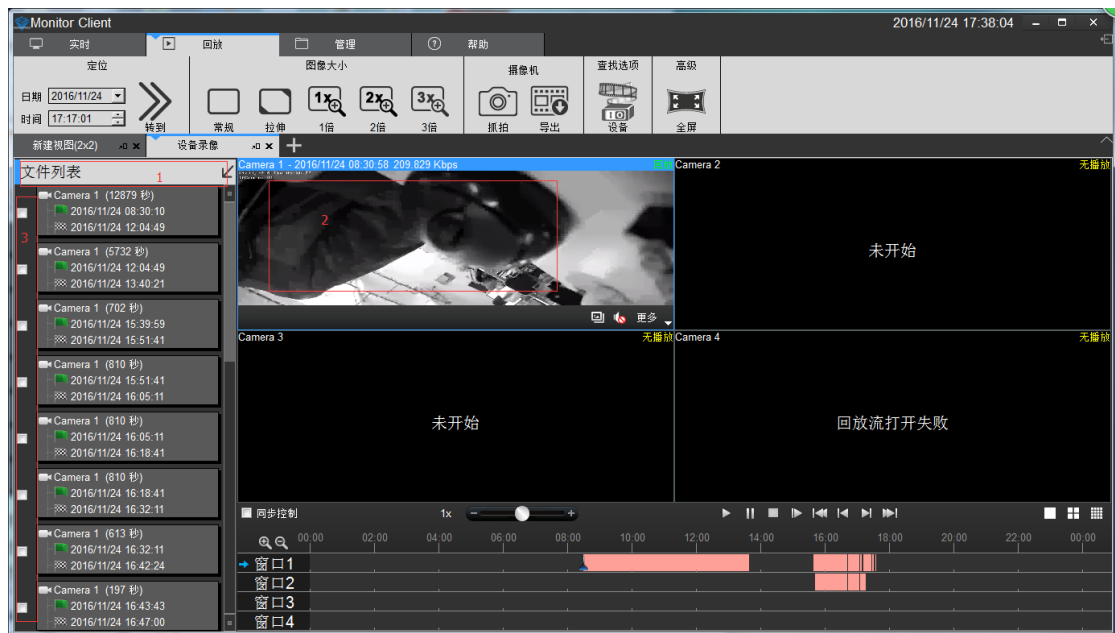 Monitor Client
2016/11/24 17:38:04
实时
回放
管理
帮助
定位
图像大小
摄像机
查找选项
高级
日期 2016/11/24
时间 17:17:01
转到
常规
拉伸
1x
1倍
2x
2倍
3x
3倍
抓拍
导出
设备
全屏
新建视图(2x2)
设备录像
文件列表
1
3
Camera 1 (12879 秒)
2016/11/24 08:30:10
2016/11/24 12:04:49
Camera 1 (5732 秒)
2016/11/24 12:04:49
2016/11/24 13:40:21
Camera 1 (702 秒)
2016/11/24 15:39:59
2016/11/24 15:51:41
Camera 1 (810 秒)
2016/11/24 15:51:41
2016/11/24 16:05:11
Camera 1 (810 秒)
2016/11/24 16:05:11
2016/11/24 16:18:41
Camera 1 (810 秒)
2016/11/24 16:18:41
2016/11/24 16:32:11
Camera 1 (613 秒)
2016/11/24 16:32:11
2016/11/24 16:42:24
Camera 1 (197 秒)
2016/11/24 16:43:43
2016/11/24 16:47:00
Camera 1 - 2016/11/24 08:30:58 209.829 Kbps
2
更多
Camera 2
无播放
未开始
Camera 3
无播放
未开始
Camera 4
无播放
回放流打开失败
同步控制
1x
00:00 02:00 04:00 06:00 08:00 10:00 12:00 14:00 16:00 18:00 20:00 22:00 00:00
窗口1
窗口2
窗口3
窗口4